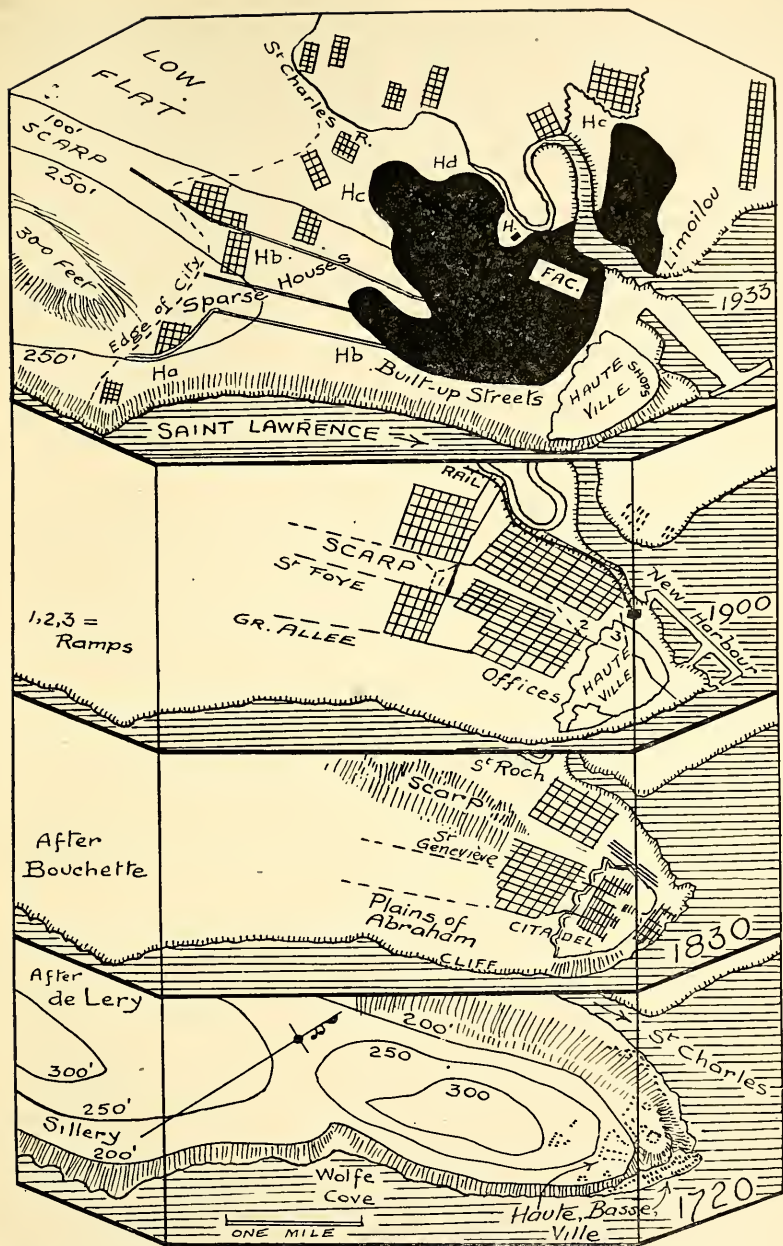 LOW
FLAT
St Charles R.
100'
SCARP
250'
300 Feet
Hc
Hd
Hc
H.
Limoilou
Hb
Houses
FAC.
Edge of City
Sparse
1933
250'
Ha
Hb
Built-up Streets
HAUTE
VILLE
SHOPS
SAINT LAWRENCE
RAIL
SCARP
1
St FOYE
1,2,3 =
Ramps
GR. ALLEE
2
3
New Harbour
1900
Offices
HAUTE
VILLE
St Roch
Scarp
After
Bouchette
St
Geneviève
Plains of
Abraham
CITADEL
CLIFF
1830
After
de Lery
200'
St Charles
250
300
300'
250'
Sillery
200'
Wolfe
Cove
ONE MILE
Haute, Basse,
Ville
1720